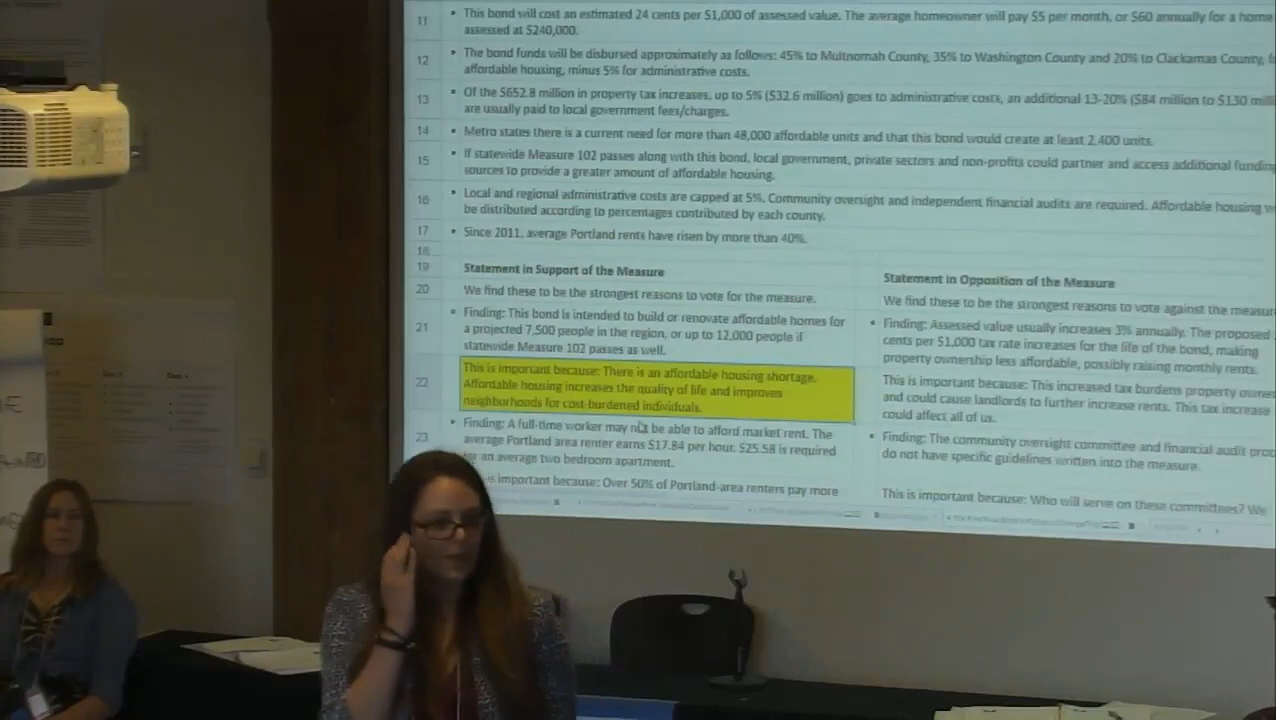 11 • This bond will cost an estimated 24 cents per $1,000 of assessed value. The average homeowner will pay $5 per month, or $60 annually for a home
assessed at $240,000.
12 • The bond funds will be disbursed approximately as follows: 45% to Multnomah County, 35% to Washington County and 20% to Clackamas County,
affordable housing, minus 5% for administrative costs.
13 • Of the $652.8 million in property tax increases, up to 5% ($32.6 million) goes to administrative costs, an additional 13-20% ($84 million to $130
are usually paid to local government fees/charges.
14 • Metro states there is a current need for more than 48,000 affordable units and that this bond would create at least 2,400 units.
15 • If statewide Measure 102 passes along with this bond, local government, private sectors and non-profits could partner and access additional funding
sources to provide a greater amount of affordable housing.
16 • Local and regional administrative costs are capped at 5%. Community oversight and independent financial audits are required. Affordable housing
be distributed according to percentages contributed by each county.
17 • Since 2011, average Portland rents have risen by more than 40%.
18
19 Statement in Support of the Measure
20 We find these to be the strongest reasons to vote for the measure.
21 • Finding: This bond is intended to build or renovate affordable homes for
a projected 7,500 people in the region, or up to 12,000 people if
statewide Measure 102 passes as well.
22 This is important because: There is an affordable housing shortage.
Affordable housing increases the quality of life and improves
neighborhoods for cost-burdened individuals.
23 • Finding: A full-time worker may not be able to afford market rent. The
average Portland area renter earns $17.84 per hour. $25.58 is required
an average two bedroom apartment.
is important because: Over 50% of Portland-area renters pay more
Statement in Opposition of the Measure
We find these to be the strongest reasons to vote against the measure
• Finding: Assessed value usually increases 3% annually. The proposed
cents per $1,000 tax rate increases for the life of the bond, making
property ownership less affordable, possibly raising monthly rents.
This is important because: This increased tax burdens property
and could cause landlords to further increase rents. This tax increase
could affect all of us.
• Finding: The community oversight committee and financial audit
do not have specific guidelines written into the measure.
This is important because: Who will serve on these committees? We